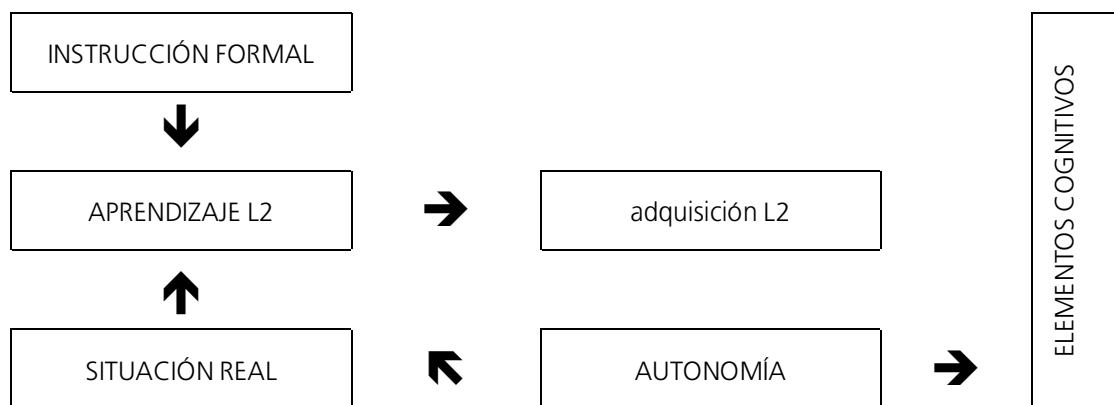 INSTRUCCIÓN FORMAL
APRENDIZAJE L2
adquisición L2
SITUACIÓN REAL
AUTONOMÍA
ELEMENTOS COGNITIVOS